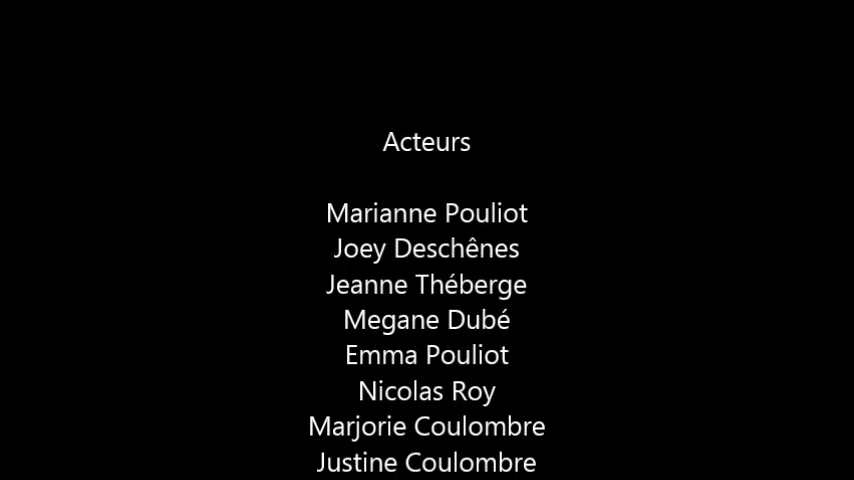 Acteurs
Marianne Pouliot
Joey Deschênes
Jeanne Théberge
Megane Dubé
Emma Pouliot
Nicolas Roy
Marjorie Coulombre
Justine Coulombre